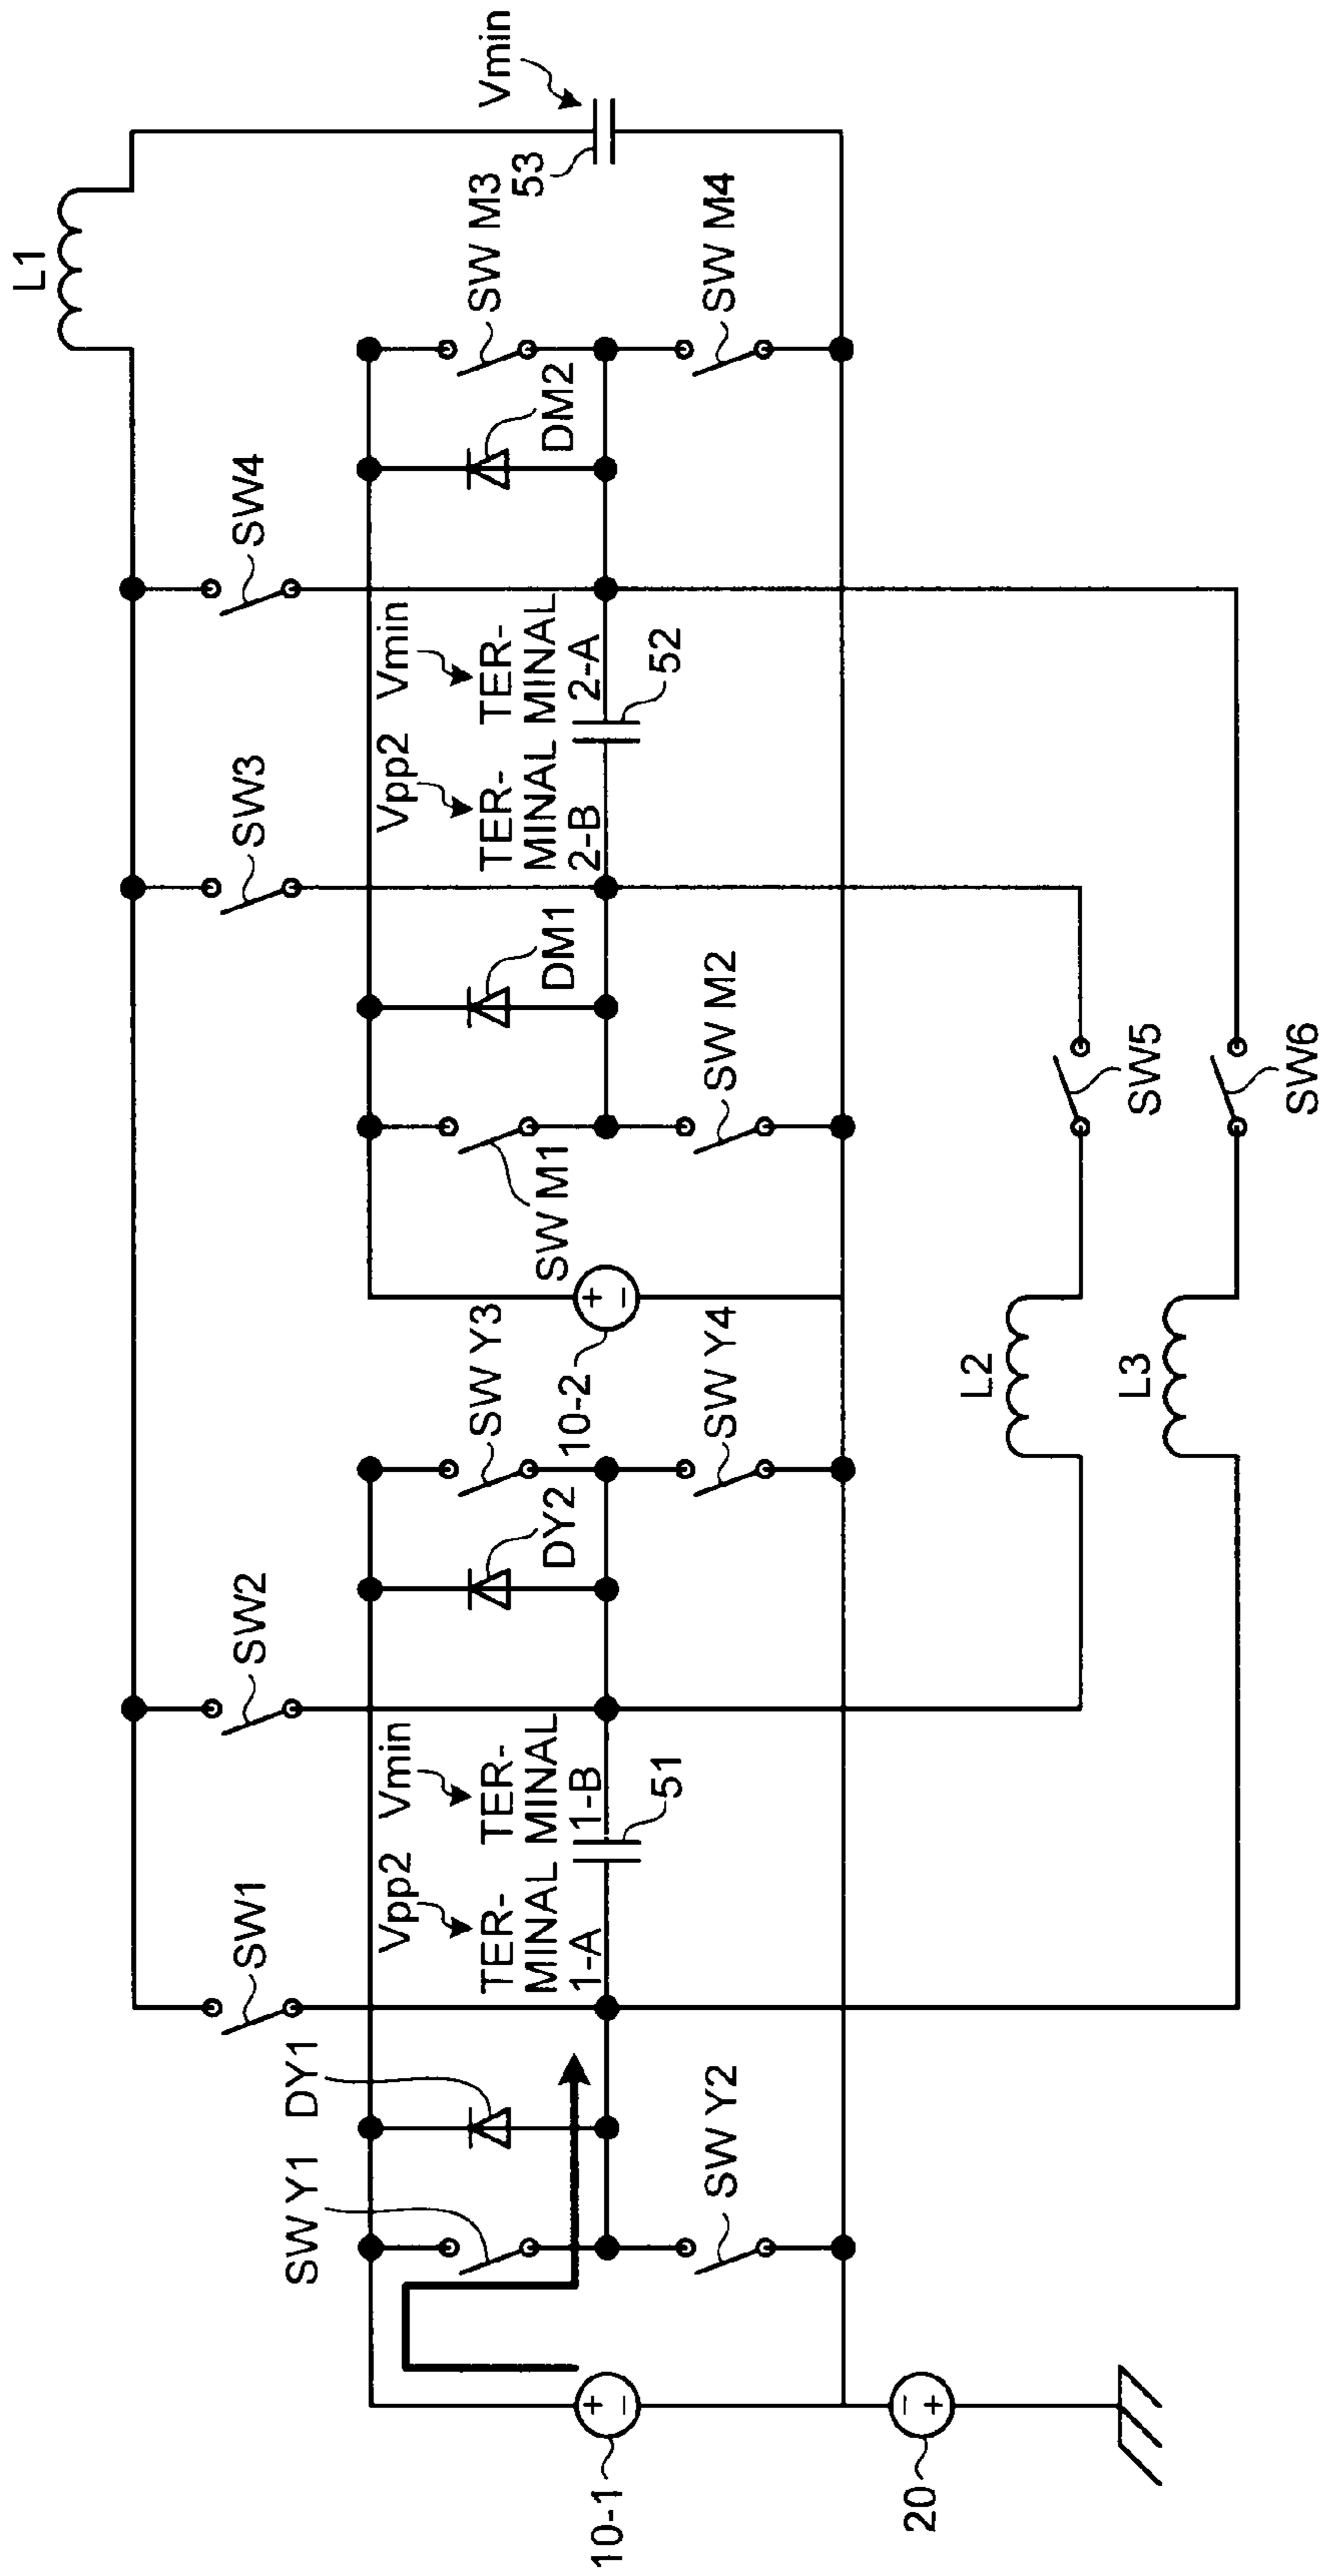 L1
Vmin
53
SW1
SW2
SW3
SW4
SW Y1
DY1
Vpp2
TER-
MINAL
1-A
Vmin
TER-
MINAL
1-B
51
DY2
SW Y3
10-2
SW M1
DM1
Vpp2
TER-
MINAL
2-B
Vmin
TER-
MINAL
2-A
52
DM2
SW M3
10-1
+
−
+
−
SW Y2
SW Y4
SW M2
SW M4
20
−
+
L2
SW5
L3
SW6